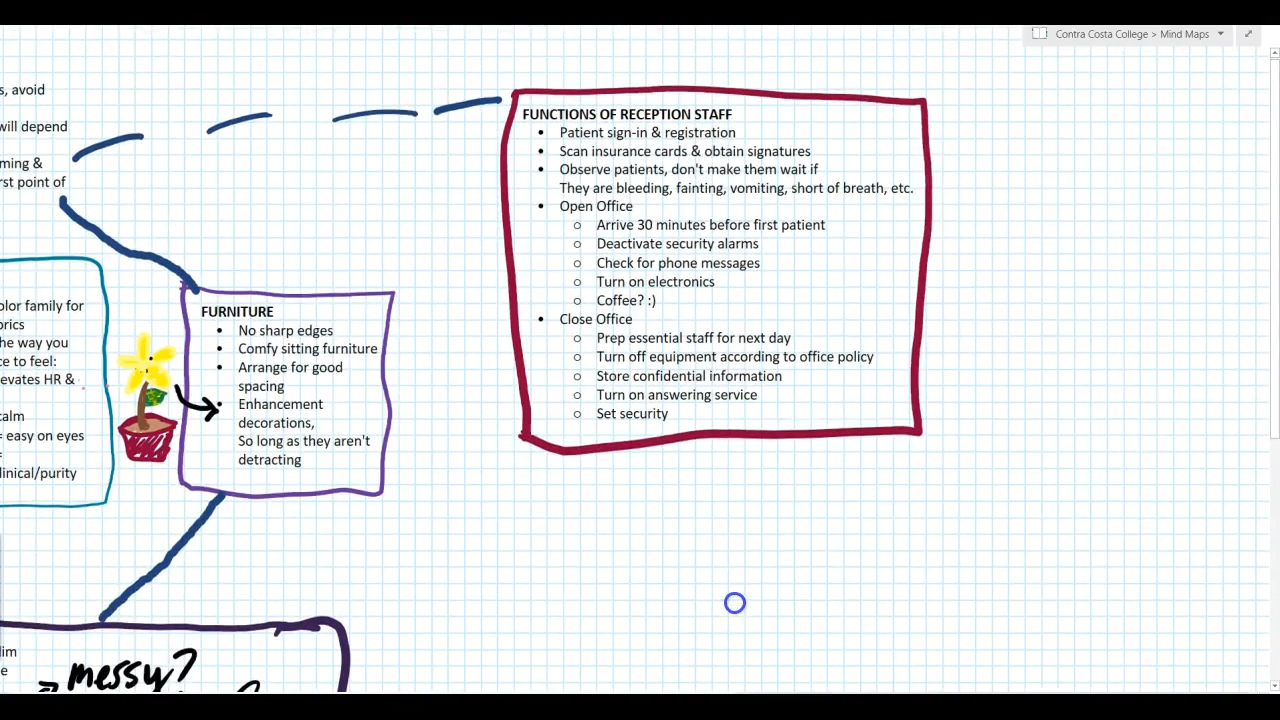 Contra Costa College > Mind Maps
s, avoid
will depend
ming &
rst point of
FUNCTIONS OF RECEPTION STAFF
• Patient sign-in & registration
• Scan insurance cards & obtain signatures
• Observe patients, don't make them wait if
They are bleeding, fainting, vomiting, short of breath, etc.
• Open Office
○ Arrive 30 minutes before first patient
○ Deactivate security alarms
○ Check for phone messages
○ Turn on electronics
○ Coffee? :)
• Close Office
○ Prep essential staff for next day
○ Turn off equipment according to office policy
○ Store confidential information
○ Turn on answering service
○ Set security
olor family for
brics
he way you
ce to feel:
evates HR &
calm
= easy on eyes
=
linical/purity
FURNITURE
• No sharp edges
• Comfy sitting furniture
• Arrange for good
spacing
• Enhancement
decorations,
So long as they aren't
detracting
lim
e
messy?